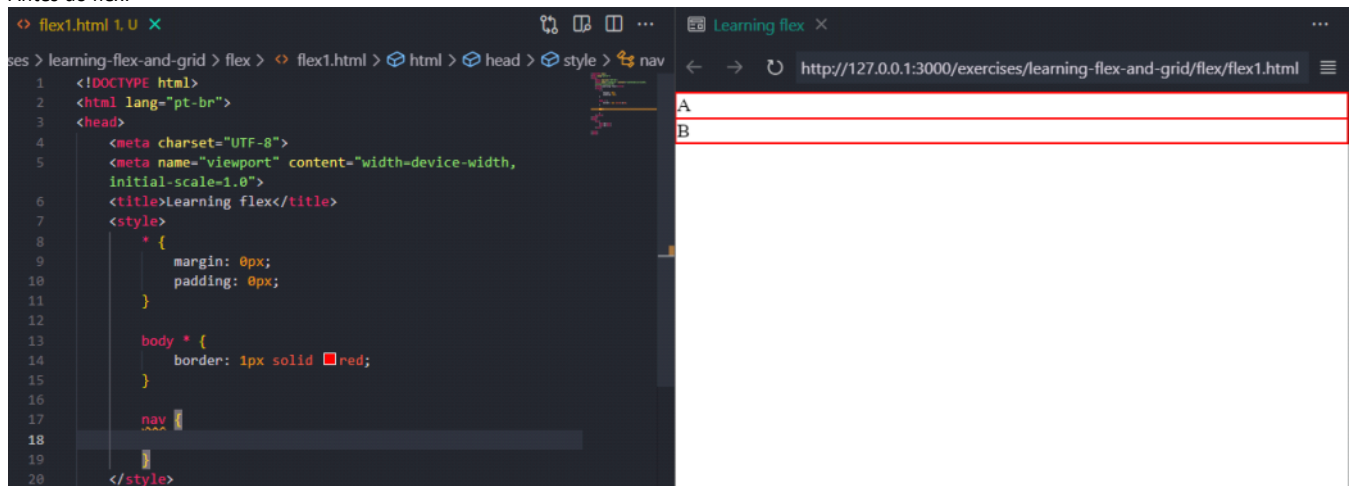 flex1.html 1, U
ses > learning-flex-and-grid > flex > flex1.html > html > head > style > nav
1 <!DOCTYPE html>
2 <html lang="pt-br">
3 <head>
4 <meta charset="UTF-8">
5 <meta name="viewport" content="width=device-width,
initial-scale=1.0">
6 <title>Learning flex</title>
7 <style>
8 * {
9 margin: 0px;
10 padding: 0px;
11 }
12
13 body * {
14 border: 1px solid red;
15 }
16
17 nav {
18
19 }
20 </style>
Learning flex
http://127.0.0.1:3000/exercises/learning-flex-and-grid/flex/flex1.html
A
B